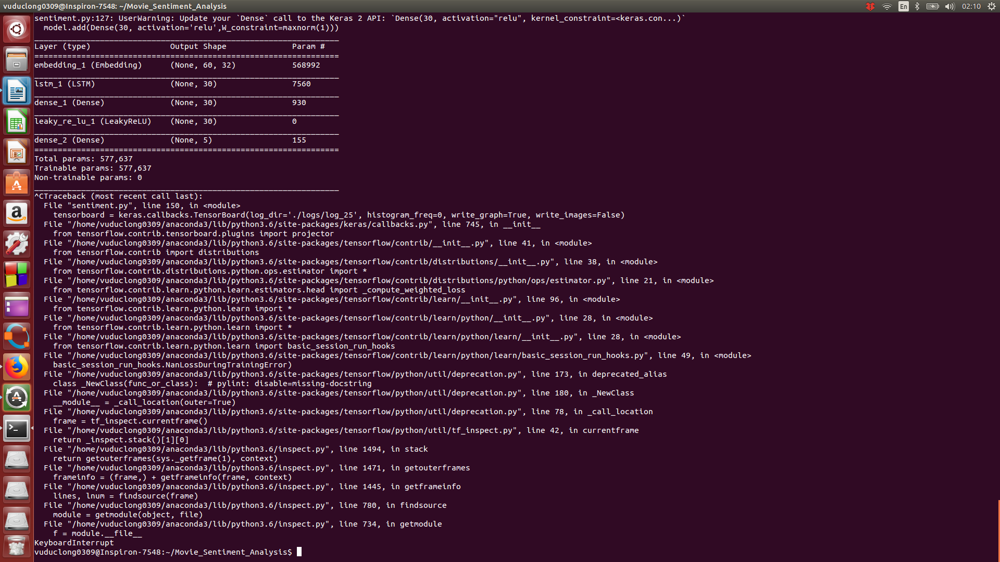 vuduclong0309@Inspiron-7548: ~/Movie_Sentiment_Analysis
En
02:10
sentiment.py:127: UserWarning: Update your `Dense` call to the Keras 2 API: `Dense(30, activation="relu", kernel_constraint=<keras.con...)`
  model.add(Dense(30, activation='relu',W_constraint=maxnorm(1)))
_________________________________________________________________
Layer (type)                 Output Shape              Param #
=================================================================
embedding_1 (Embedding)      (None, 60, 32)            568992
_________________________________________________________________
lstm_1 (LSTM)                (None, 30)                7560
_________________________________________________________________
dense_1 (Dense)              (None, 30)                930
_________________________________________________________________
leaky_re_lu_1 (LeakyReLU)    (None, 30)                0
_________________________________________________________________
dense_2 (Dense)              (None, 5)                 155
=================================================================
Total params: 577,637
Trainable params: 577,637
Non-trainable params: 0
_________________________________________________________________
^CTraceback (most recent call last):
  File "sentiment.py", line 150, in <module>
    tensorboard = keras.callbacks.TensorBoard(log_dir='./logs/log_25', histogram_freq=0, write_graph=True, write_images=False)
  File "/home/vuduclong0309/anaconda3/lib/python3.6/site-packages/keras/callbacks.py", line 745, in __init__
    from tensorflow.contrib.tensorboard.plugins import projector
  File "/home/vuduclong0309/anaconda3/lib/python3.6/site-packages/tensorflow/contrib/__init__.py", line 41, in <module>
    from tensorflow.contrib import distributions
  File "/home/vuduclong0309/anaconda3/lib/python3.6/site-packages/tensorflow/contrib/distributions/__init__.py", line 38, in <module>
    from tensorflow.contrib.distributions.python.ops.estimator import *
  File "/home/vuduclong0309/anaconda3/lib/python3.6/site-packages/tensorflow/contrib/distributions/python/ops/estimator.py", line 21, in <module>
    from tensorflow.contrib.learn.python.learn.estimators.head import _compute_weighted_loss
  File "/home/vuduclong0309/anaconda3/lib/python3.6/site-packages/tensorflow/contrib/learn/__init__.py", line 96, in <module>
    from tensorflow.contrib.learn.python.learn import *
  File "/home/vuduclong0309/anaconda3/lib/python3.6/site-packages/tensorflow/contrib/learn/python/__init__.py", line 28, in <module>
    from tensorflow.contrib.learn.python.learn import *
  File "/home/vuduclong0309/anaconda3/lib/python3.6/site-packages/tensorflow/contrib/learn/python/learn/__init__.py", line 28, in <module>
    from tensorflow.contrib.learn.python.learn import basic_session_run_hooks
  File "/home/vuduclong0309/anaconda3/lib/python3.6/site-packages/tensorflow/contrib/learn/python/learn/basic_session_run_hooks.py", line 49, in <module>
    basic_session_run_hooks.NanLossDuringTrainingError)
  File "/home/vuduclong0309/anaconda3/lib/python3.6/site-packages/tensorflow/python/util/deprecation.py", line 173, in deprecated_alias
    class _NewClass(func_or_class):  # pylint: disable=missing-docstring
  File "/home/vuduclong0309/anaconda3/lib/python3.6/site-packages/tensorflow/python/util/deprecation.py", line 180, in _NewClass
    __module__ = _call_location(outer=True)
  File "/home/vuduclong0309/anaconda3/lib/python3.6/site-packages/tensorflow/python/util/deprecation.py", line 78, in _call_location
    frame = tf_inspect.currentframe()
  File "/home/vuduclong0309/anaconda3/lib/python3.6/site-packages/tensorflow/python/util/tf_inspect.py", line 42, in currentframe
    return _inspect.stack()[1][0]
  File "/home/vuduclong0309/anaconda3/lib/python3.6/inspect.py", line 1494, in stack
    return getouterframes(sys._getframe(1), context)
  File "/home/vuduclong0309/anaconda3/lib/python3.6/inspect.py", line 1471, in getouterframes
    frameinfo = (frame,) + getframeinfo(frame, context)
  File "/home/vuduclong0309/anaconda3/lib/python3.6/inspect.py", line 1445, in getframeinfo
    lines, lnum = findsource(frame)
  File "/home/vuduclong0309/anaconda3/lib/python3.6/inspect.py", line 780, in findsource
    module = getmodule(object, file)
  File "/home/vuduclong0309/anaconda3/lib/python3.6/inspect.py", line 734, in getmodule
    f = module.__file__
KeyboardInterrupt
vuduclong0309@Inspiron-7548:~/Movie_Sentiment_Analysis$